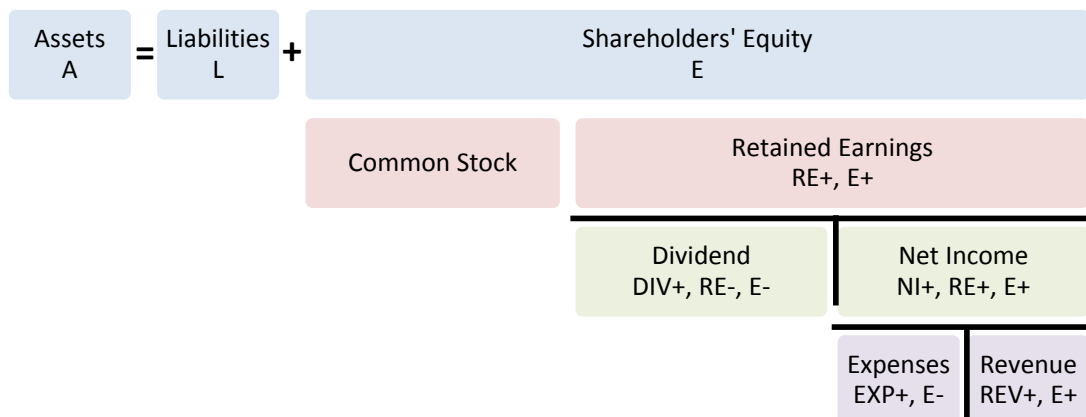 Assets
A
=
Liabilities
L
+
Shareholders' Equity
E
Common Stock
Retained Earnings
RE+, E+
Dividend
DIV+, RE-, E-
Net Income
NI+, RE+, E+
Expenses
EXP+, E-
Revenue
REV+, E+